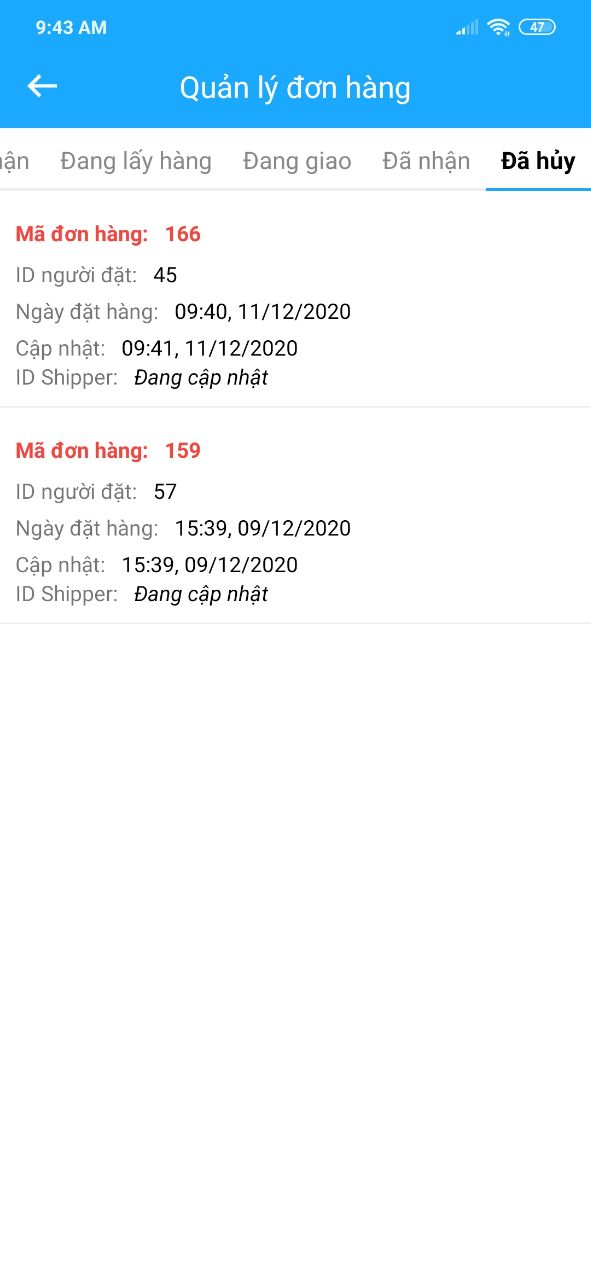 9:43 AM
47
Quản lý đơn hàng
Đang lấy hàng Đang giao Đã nhận Đã hủy
Mã đơn hàng: 166
ID người đặt: 45
Ngày đặt hàng: 09:40, 11/12/2020
Cập nhật: 09:41, 11/12/2020
ID Shipper: Đang cập nhật
Mã đơn hàng: 159
ID người đặt: 57
Ngày đặt hàng: 15:39, 09/12/2020
Cập nhật: 15:39, 09/12/2020
ID Shipper: Đang cập nhật